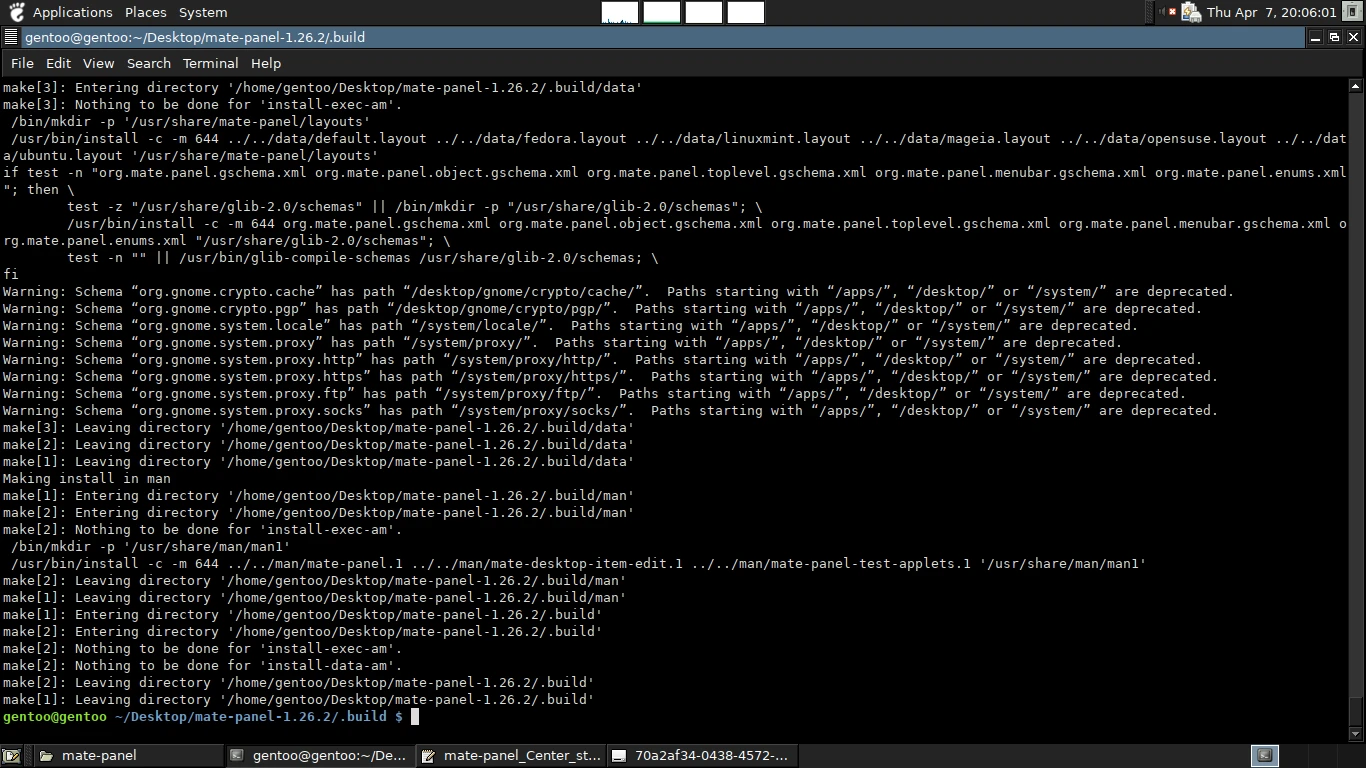 Applications Places System Thu Apr 7, 20:06:01
gentoo@gentoo:~/Desktop/mate-panel-1.26.2/.build
File Edit View Search Terminal Help
make[3]: Entering directory '/home/gentoo/Desktop/mate-panel-1.26.2/.build/data'
make[3]: Nothing to be done for 'install-exec-am'.
 /bin/mkdir -p '/usr/share/mate-panel/layouts'
 /usr/bin/install -c -m 644 ../../data/default.layout ../../data/fedora.layout ../../data/linuxmint.layout ../../data/mageia.layout ../../data/opensuse.layout ../../dat
a/ubuntu.layout '/usr/share/mate-panel/layouts'
if test -n "org.mate.panel.gschema.xml org.mate.panel.object.gschema.xml org.mate.panel.toplevel.gschema.xml org.mate.panel.menubar.gschema.xml org.mate.panel.enums.xml
"; then \
        test -z "/usr/share/glib-2.0/schemas" || /bin/mkdir -p "/usr/share/glib-2.0/schemas"; \
        /usr/bin/install -c -m 644 org.mate.panel.gschema.xml org.mate.panel.object.gschema.xml org.mate.panel.toplevel.gschema.xml org.mate.panel.menubar.gschema.xml o
rg.mate.panel.enums.xml "/usr/share/glib-2.0/schemas"; \
        test -n "" || /usr/bin/glib-compile-schemas /usr/share/glib-2.0/schemas; \
fi
Warning: Schema “org.gnome.crypto.cache” has path “/desktop/gnome/crypto/cache/”.  Paths starting with “/apps/”, “/desktop/” or “/system/” are deprecated.
Warning: Schema “org.gnome.crypto.pgp” has path “/desktop/gnome/crypto/pgp/”.  Paths starting with “/apps/”, “/desktop/” or “/system/” are deprecated.
Warning: Schema “org.gnome.system.locale” has path “/system/locale/”.  Paths starting with “/apps/”, “/desktop/” or “/system/” are deprecated.
Warning: Schema “org.gnome.system.proxy” has path “/system/proxy/”.  Paths starting with “/apps/”, “/desktop/” or “/system/” are deprecated.
Warning: Schema “org.gnome.system.proxy.http” has path “/system/proxy/http/”.  Paths starting with “/apps/”, “/desktop/” or “/system/” are deprecated.
Warning: Schema “org.gnome.system.proxy.https” has path “/system/proxy/https/”.  Paths starting with “/apps/”, “/desktop/” or “/system/” are deprecated.
Warning: Schema “org.gnome.system.proxy.ftp” has path “/system/proxy/ftp/”.  Paths starting with “/apps/”, “/desktop/” or “/system/” are deprecated.
Warning: Schema “org.gnome.system.proxy.socks” has path “/system/proxy/socks/”.  Paths starting with “/apps/”, “/desktop/” or “/system/” are deprecated.
make[3]: Leaving directory '/home/gentoo/Desktop/mate-panel-1.26.2/.build/data'
make[2]: Leaving directory '/home/gentoo/Desktop/mate-panel-1.26.2/.build/data'
make[1]: Leaving directory '/home/gentoo/Desktop/mate-panel-1.26.2/.build/data'
Making install in man
make[1]: Entering directory '/home/gentoo/Desktop/mate-panel-1.26.2/.build/man'
make[2]: Entering directory '/home/gentoo/Desktop/mate-panel-1.26.2/.build/man'
make[2]: Nothing to be done for 'install-exec-am'.
 /bin/mkdir -p '/usr/share/man/man1'
 /usr/bin/install -c -m 644 ../../man/mate-panel.1 ../../man/mate-desktop-item-edit.1 ../../man/mate-panel-test-applets.1 '/usr/share/man/man1'
make[2]: Leaving directory '/home/gentoo/Desktop/mate-panel-1.26.2/.build/man'
make[1]: Leaving directory '/home/gentoo/Desktop/mate-panel-1.26.2/.build/man'
make[1]: Entering directory '/home/gentoo/Desktop/mate-panel-1.26.2/.build'
make[2]: Entering directory '/home/gentoo/Desktop/mate-panel-1.26.2/.build'
make[2]: Nothing to be done for 'install-exec-am'.
make[2]: Nothing to be done for 'install-data-am'.
make[2]: Leaving directory '/home/gentoo/Desktop/mate-panel-1.26.2/.build'
make[1]: Leaving directory '/home/gentoo/Desktop/mate-panel-1.26.2/.build'
gentoo@gentoo ~/Desktop/mate-panel-1.26.2/.build $
mate-panel gentoo@gentoo:~/De... mate-panel_Center_st... 70a2af34-0438-4572-...